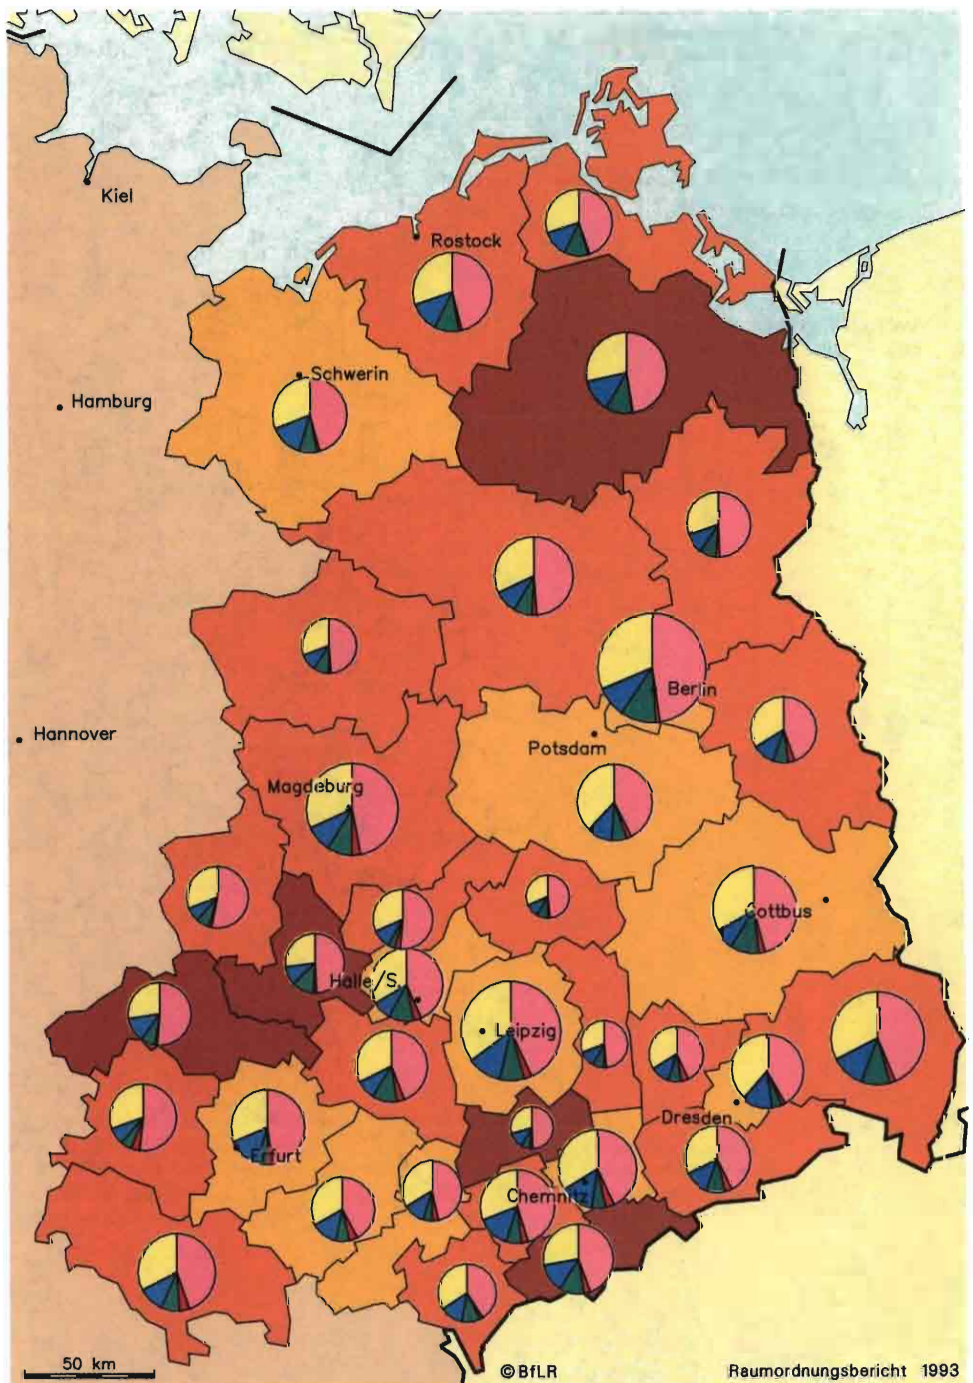 Kiel
Rostock
Schwerin
Hamburg
Berlin
Hannover
Potsdam
Magdeburg
Cottbus
Halle/S.
Leipzig
Dresden
Erfurt
Chemnitz
50 km
©BfLR
Raumordnungsbericht 1993